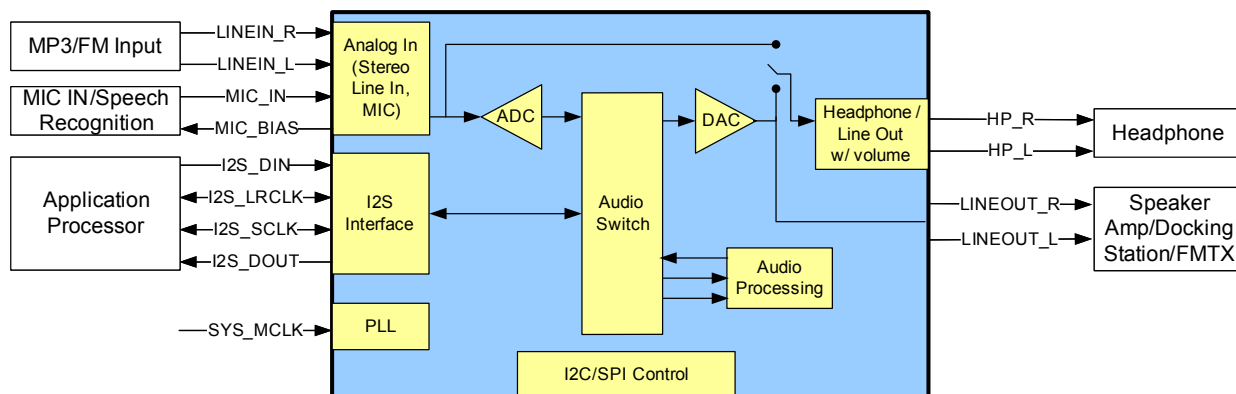 MP3/FM Input
LINEIN_R
LINEIN_L
MIC IN/Speech
Recognition
MIC_IN
MIC_BIAS
Application
Processor
I2S_DIN
I2S_LRCLK
I2S_SCLK
I2S_DOUT
SYS_MCLK
Analog In
(Stereo
Line In,
MIC)
I2S
Interface
PLL
ADC
Audio
Switch
DAC
Audio
Processing
I2C/SPI Control
Headphone /
Line Out
w/ volume
HP_R
HP_L
Headphone
LINEOUT_R
LINEOUT_L
Speaker
Amp/Docking
Station/FMTX